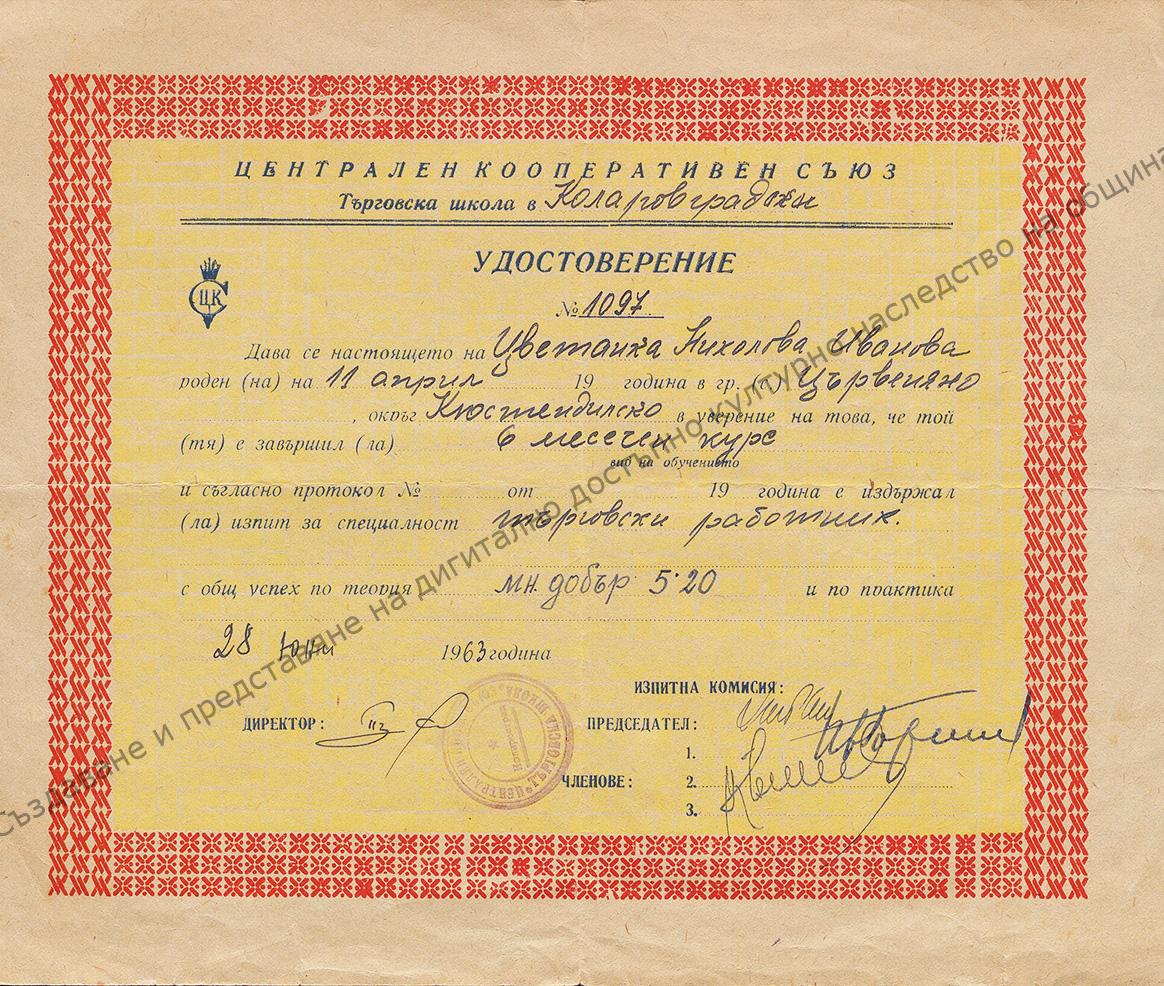 ЦЕНТРАЛЕН КООПЕРАТИВЕН СЪЮЗ
Търговска школа в Коларовградски
УДОСТОВЕРЕНИЕ
№ 1097
ЦКС
Дава се настоящето на Цветанка Николова Иванова
роден (на) на 11 април 19 година в гр. (с.) Цървеняно
, окръг Кюстендилско в уверение на това, че той
(тя) е завършил (ла) 6 месечен курс
вид на обучението
и съгласно протокол № от 19 година е издържал
(ла) изпит за специалност търговски работник.
с общ успех по теория мн. добър 5·20 и по практика
28 юни 1963 година
ИЗПИТНА КОМИСИЯ:
ДИРЕКТОР: ПРЕДСЕДАТЕЛ:
1.
ЧЛЕНОВЕ: 2.
3.
ТЪРГОВСКА ШКОЛА
Създаване и представяне на дигитално достъпно културно наследство на община